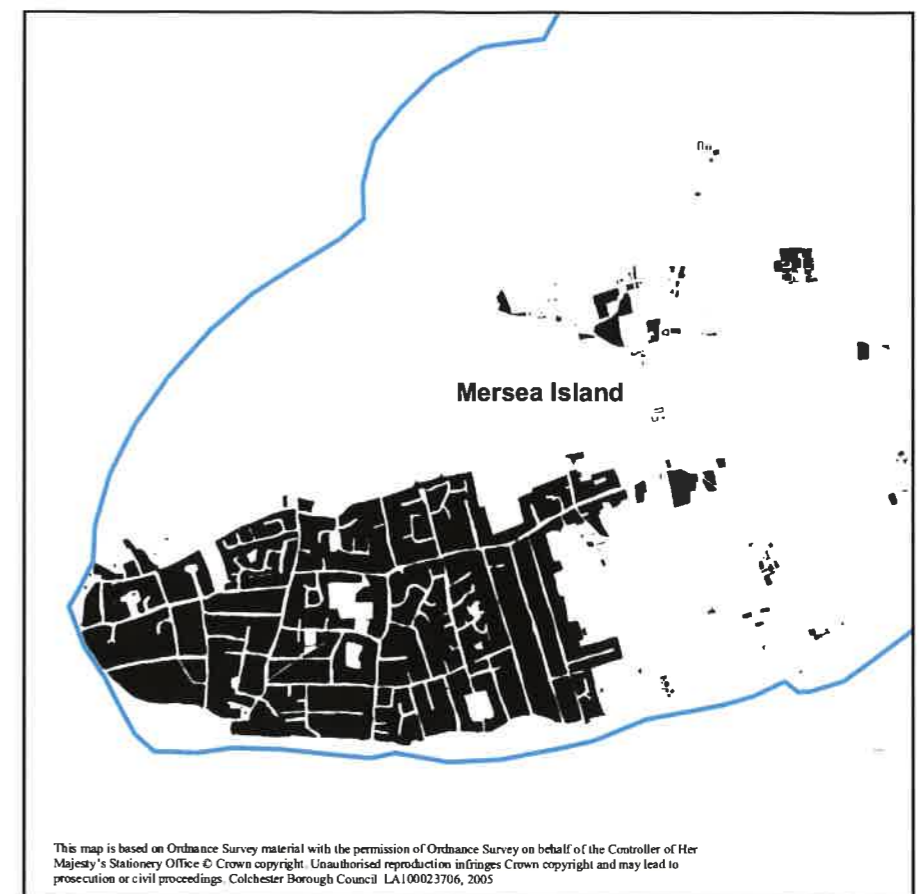 Mersea Island
This map is based on Ordnance Survey material with the permission of Ordnance Survey on behalf of the Controller of Her
Majesty's Stationery Office © Crown copyright. Unauthorised reproduction infringes Crown copyright and may lead to
prosecution or civil proceedings. Colchester Borough Council LA100023706, 2005